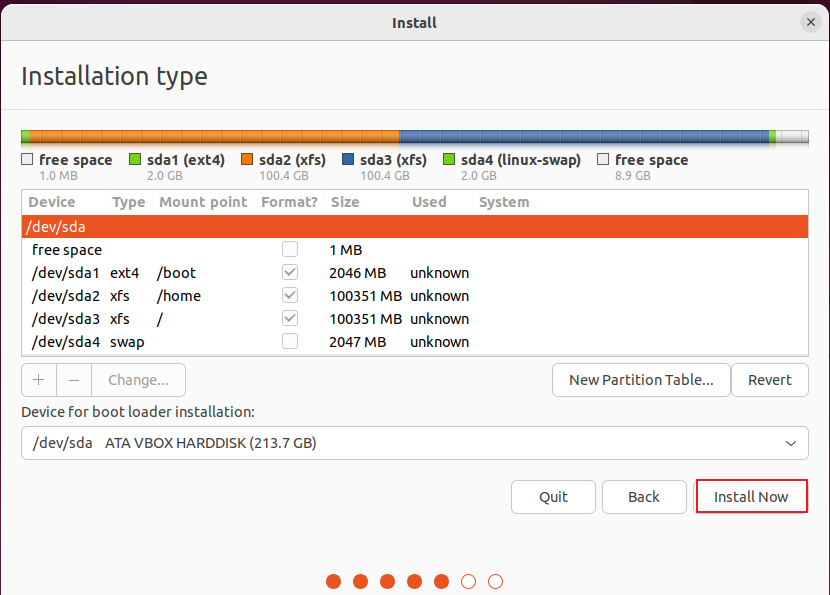 Install
Installation type
free space sda1 (ext4) sda2 (xfs) sda3 (xfs) sda4 (linux-swap) free space
1.0 MB 2.0 GB 100.4 GB 100.4 GB 2.0 GB 8.9 GB
Device Type Mount point Format? Size Used System
/dev/sda
free space 1 MB
/dev/sda1 ext4 /boot 2046 MB unknown
/dev/sda2 xfs /home 100351 MB unknown
/dev/sda3 xfs / 100351 MB unknown
/dev/sda4 swap 2047 MB unknown
+ − Change... New Partition Table... Revert
Device for boot loader installation:
/dev/sda ATA VBOX HARDDISK (213.7 GB)
Quit Back Install Now